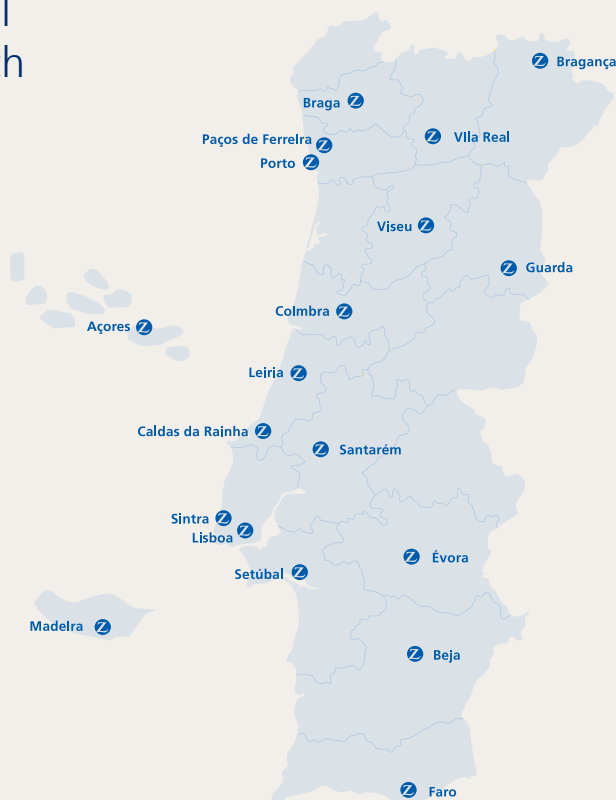 l
h
Bragança
Braga
VIla Real
Paços de FerreIra
Porto
Viseu
Guarda
CoImbra
Açores
Leiria
Caldas da Rainha
Santarém
Sintra
Lisboa
Évora
Setúbal
MadeIra
Beja
Faro